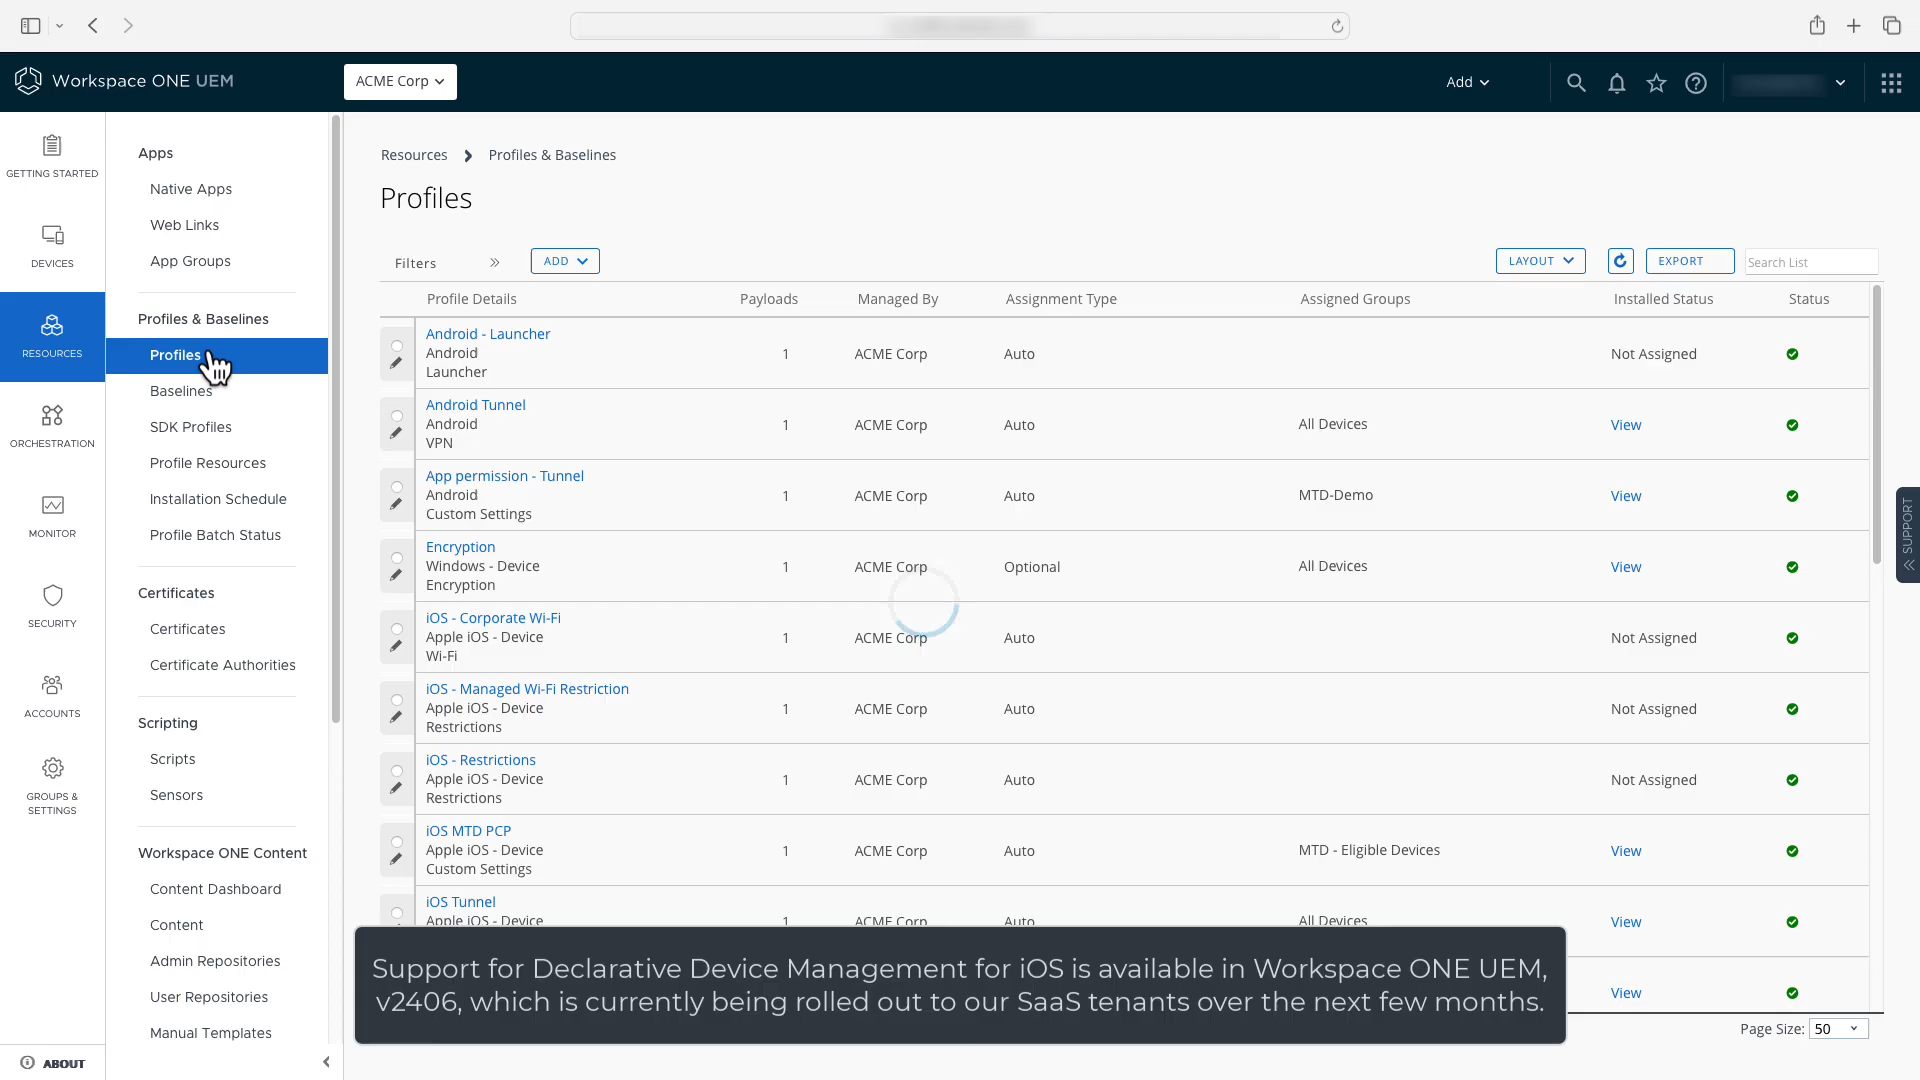 Workspace ONE UEM
ACME Corp
Add
GETTING STARTED
DEVICES
RESOURCES
ORCHESTRATION
MONITOR
SECURITY
ACCOUNTS
GROUPS &
SETTINGS
ABOUT
Apps
Native Apps
Web Links
App Groups
Profiles & Baselines
Profiles
Baselines
SDK Profiles
Profile Resources
Installation Schedule
Profile Batch Status
Certificates
Certificates
Certificate Authorities
Scripting
Scripts
Sensors
Workspace ONE Content
Content Dashboard
Content
Admin Repositories
User Repositories
Manual Templates
Resources Profiles & Baselines
Profiles
Filters ADD LAYOUT EXPORT Search List
Profile Details Payloads Managed By Assignment Type Assigned Groups Installed Status Status
Android - Launcher
Android 1 ACME Corp Auto Not Assigned
Launcher
Android Tunnel
Android 1 ACME Corp Auto All Devices View
VPN
App permission - Tunnel
Android 1 ACME Corp Auto MTD-Demo View
Custom Settings
Encryption
Windows - Device 1 ACME Corp Optional All Devices View
Encryption
iOS - Corporate Wi-Fi
Apple iOS - Device 1 ACME Corp Auto Not Assigned
Wi-Fi
iOS - Managed Wi-Fi Restriction
Apple iOS - Device 1 ACME Corp Auto Not Assigned
Restrictions
iOS - Restrictions
Apple iOS - Device 1 ACME Corp Auto Not Assigned
Restrictions
iOS MTD PCP
Apple iOS - Device 1 ACME Corp Auto MTD - Eligible Devices View
Custom Settings
iOS Tunnel
Apple iOS - Device 1 ACME Corp Auto All Devices View
View
Support for Declarative Device Management for iOS is available in Workspace ONE UEM,
v2406, which is currently being rolled out to our SaaS tenants over the next few months.
Page Size: 50
SUPPORT